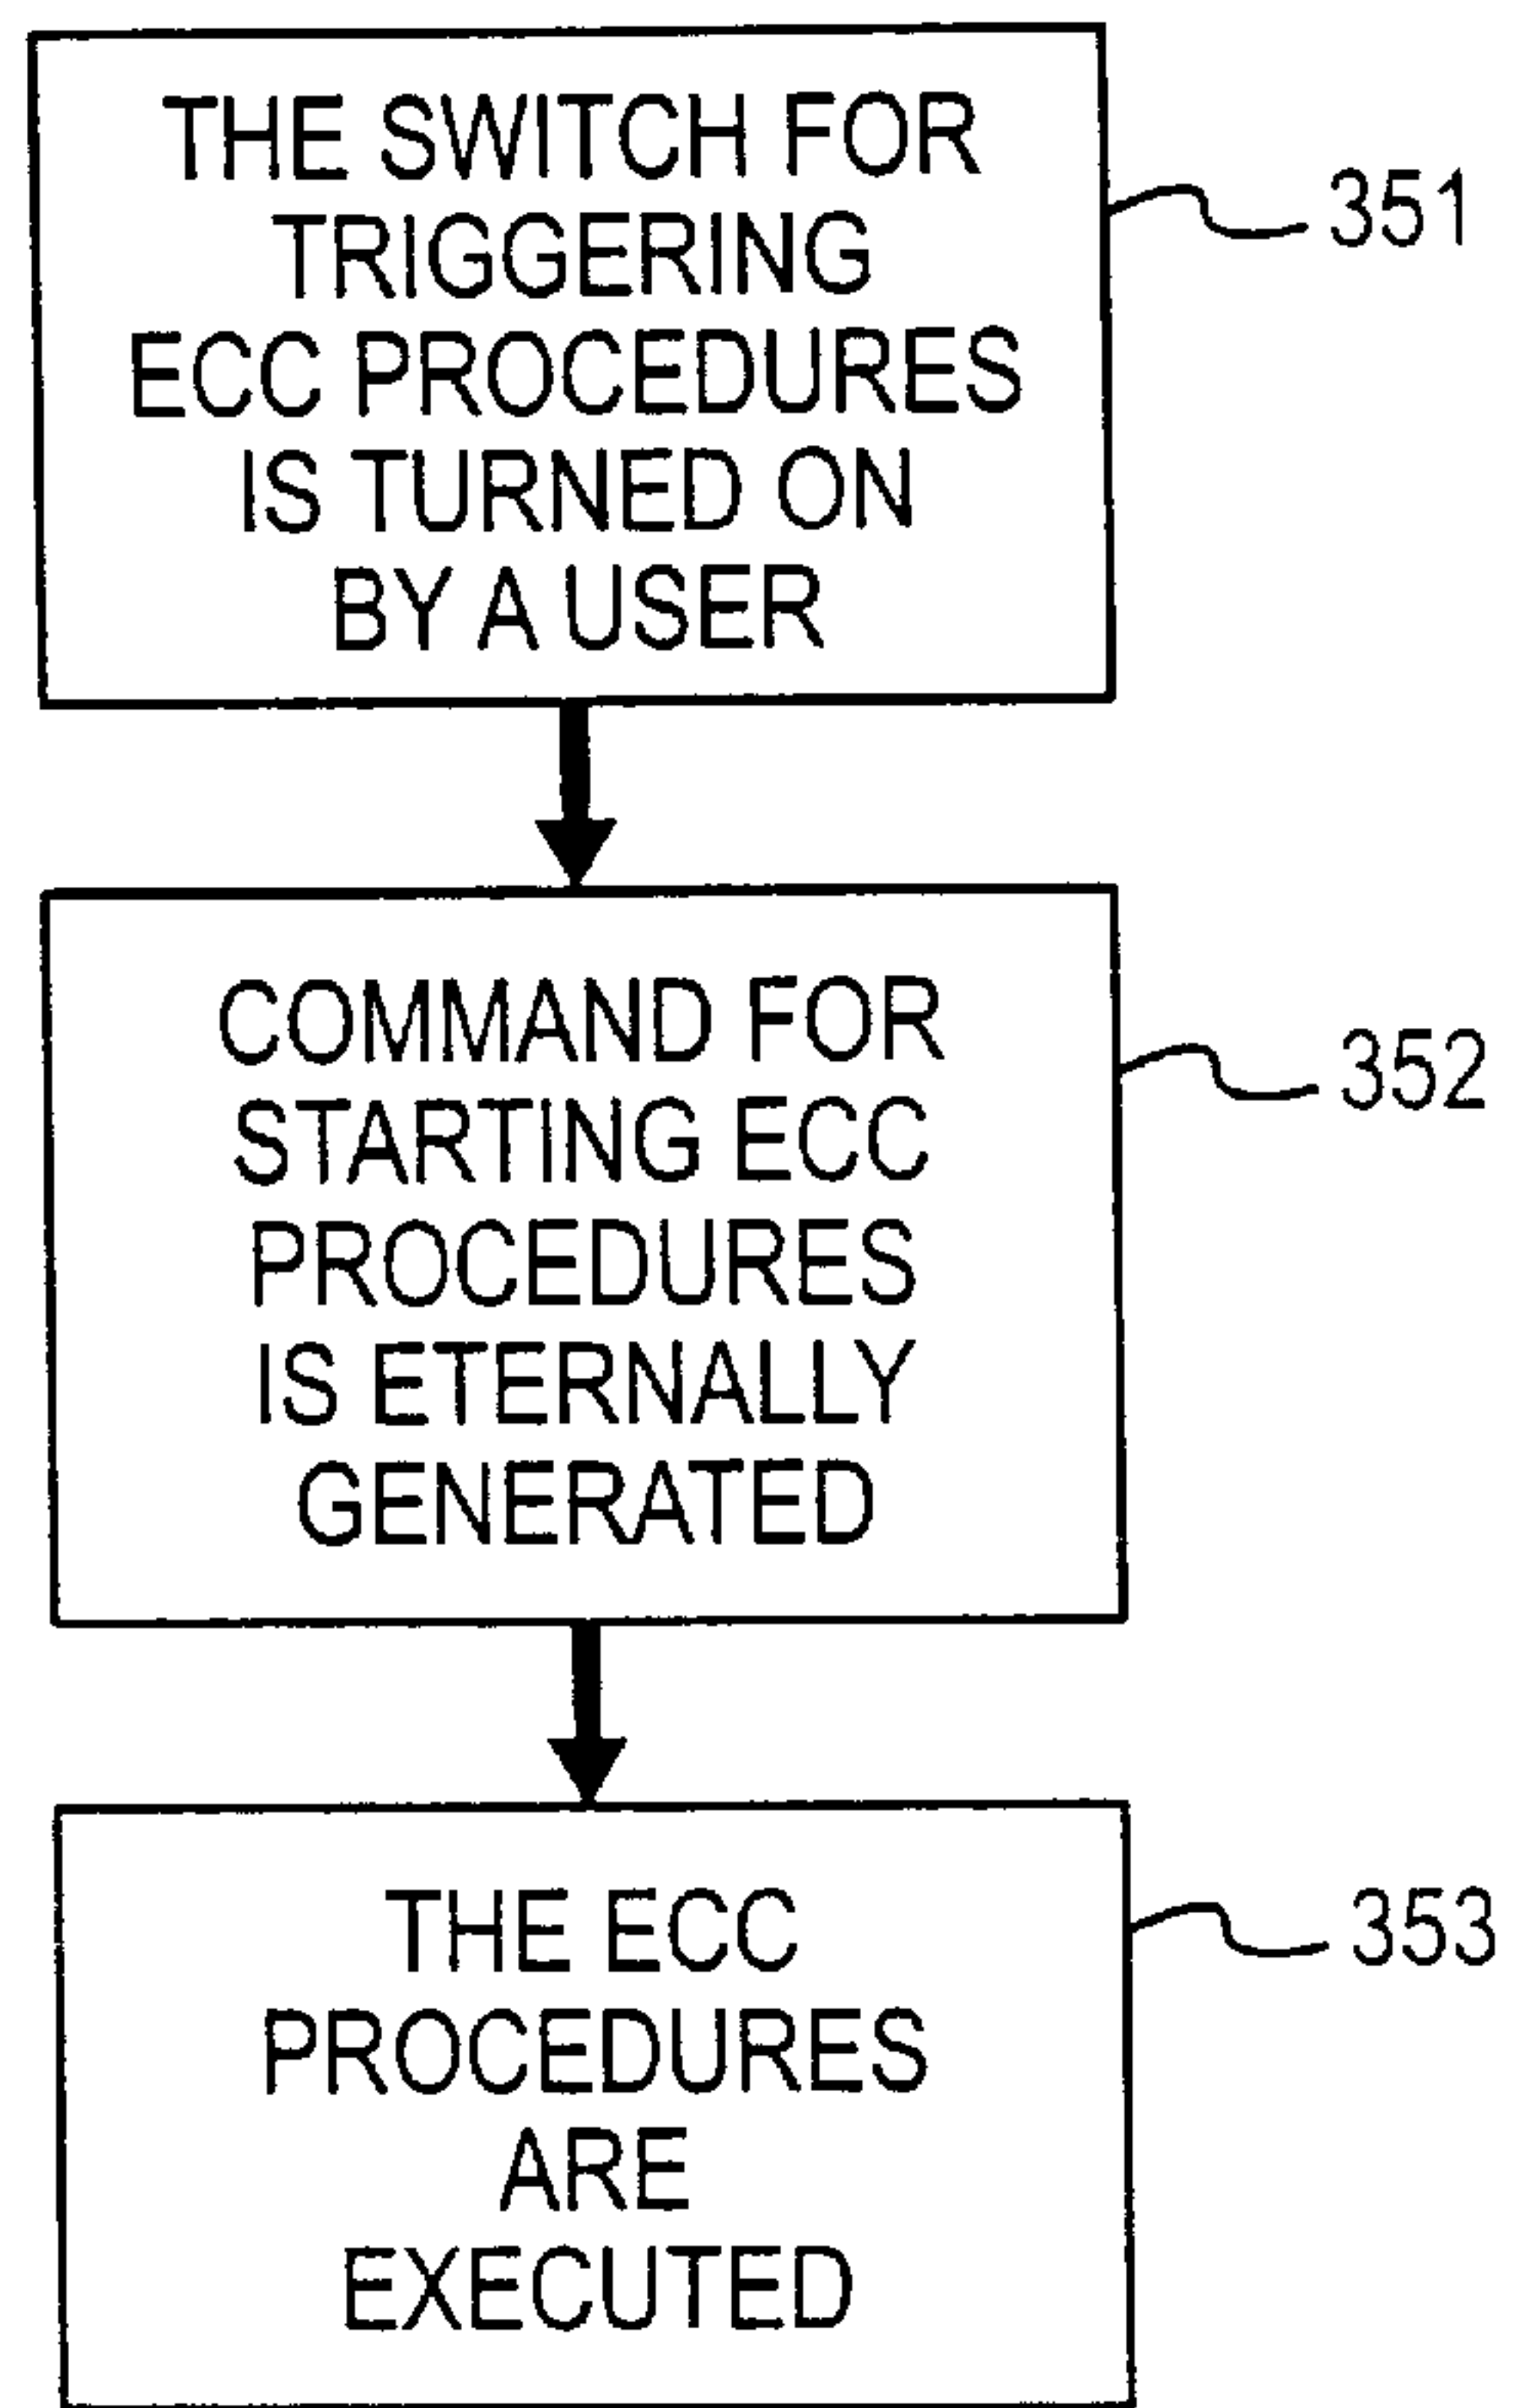 THE SWITCH FOR
TRIGGERING
ECC PROCEDURES
IS TURNED ON
BY A USER
351
COMMAND FOR
STARTING ECC
PROCEDURES
IS ETERNALLY
GENERATED
352
THE ECC
PROCEDURES
ARE
EXECUTED
353